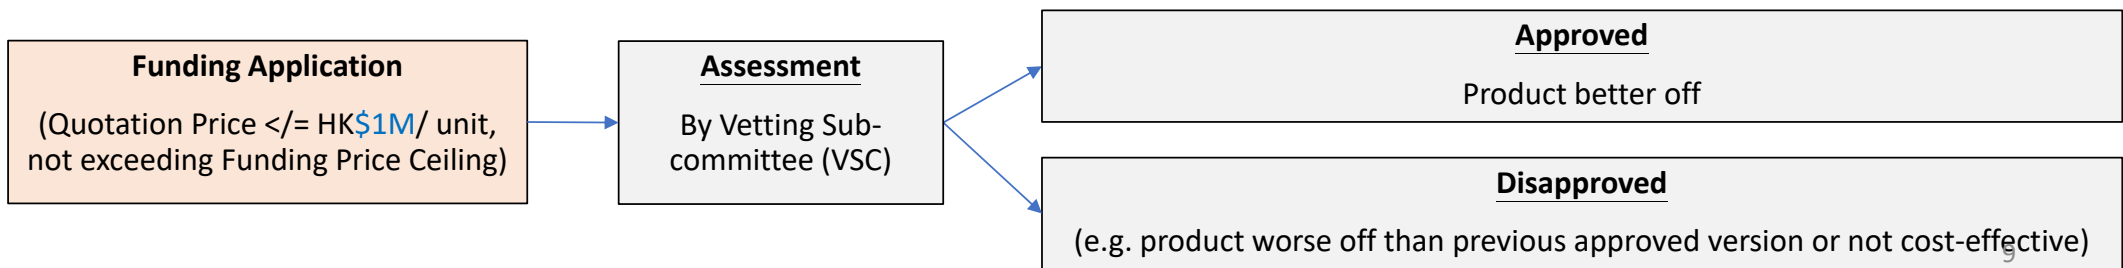 Funding Application
(Quotation Price </= HK$1M/ unit,
not exceeding Funding Price Ceiling)
Assessment
By Vetting Sub-
committee (VSC)
Approved
Product better off
Disapproved
(e.g. product worse off than previous approved version or not cost-effective)
9